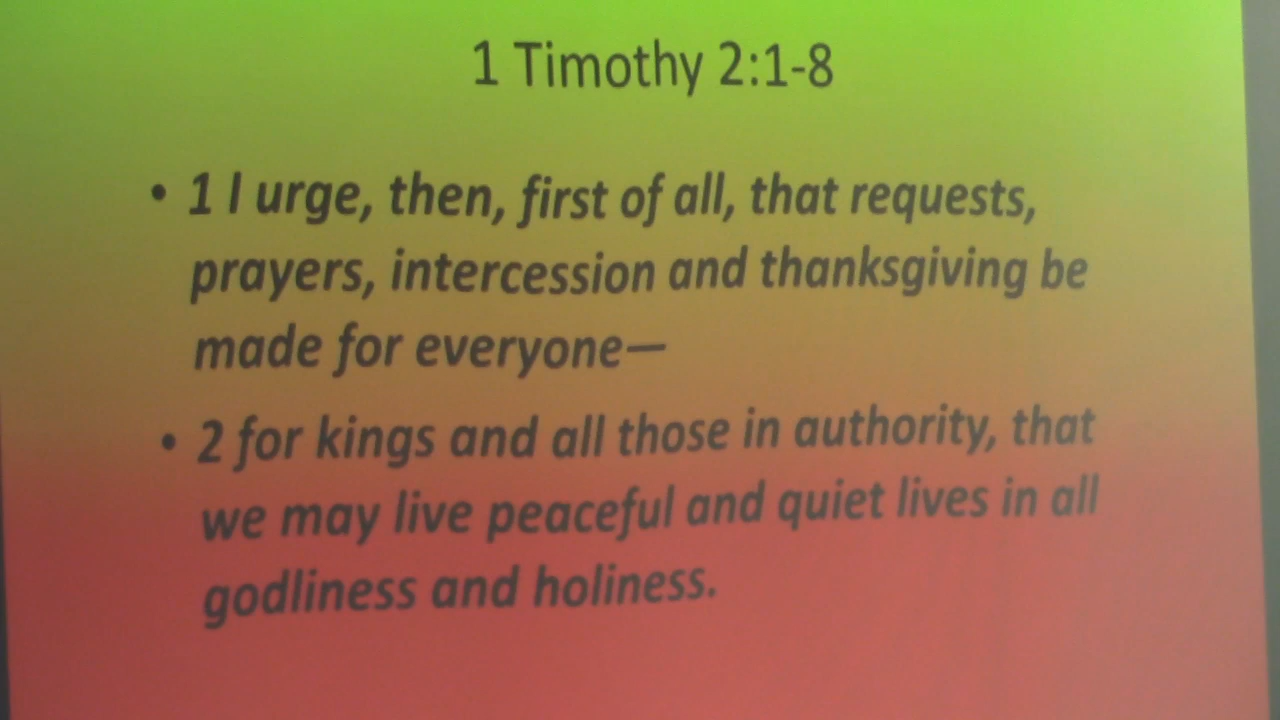 1 Timothy 2:1-8
• 1 I urge, then, first of all, that requests,
prayers, intercession and thanksgiving be
made for everyone—
• 2 for kings and all those in authority, that
we may live peaceful and quiet lives in all
godliness and holiness.